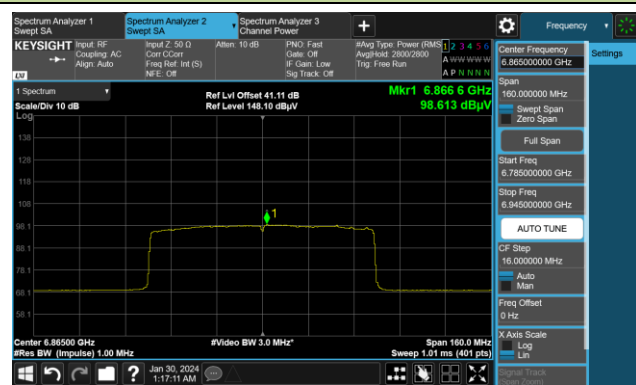 Spectrum Analyzer 1
Swept SA
Spectrum Analyzer 2
Swept SA
Spectrum Analyzer 3
Channel Power
Frequency
KEYSIGHT
Input: RF
Coupling: AC
Align: Auto
Input Z: 50 Ω
Corr CCorr
Freq Ref: Int (S)
NFE: Off
Atten: 10 dB
PNO: Fast
Gate: Off
IF Gain: Low
Sig Track: Off
#Avg Type: Power (RMS
Avg|Hold: 2800/2800
Trig: Free Run
1 2 3 4 5 6
A W W W W W
A P N N N N
LXI
1 Spectrum
Scale/Div 10 dB
Ref Lvl Offset 41.11 dB
Ref Level 148.10 dBµV
Mkr1 6.866 6 GHz
98.613 dBµV
Log
138
128
118
108
98.1
88.1
78.1
68.1
58.1
1
Center 6.86500 GHz
#Res BW (Impulse) 1.00 MHz
#Video BW 3.0 MHz*
Span 160.0 MHz
Sweep 1.01 ms (401 pts)
Center Frequency
6.865000000 GHz
Settings
Span
160.000000 MHz
Swept Span
Zero Span
Full Span
Start Freq
6.785000000 GHz
Stop Freq
6.945000000 GHz
AUTO TUNE
CF Step
16.000000 MHz
Auto
Man
Freq Offset
0 Hz
X Axis Scale
Log
Lin
Signal Track
(Span Zoom)
?
Jan 30, 2024
1:17:11 AM